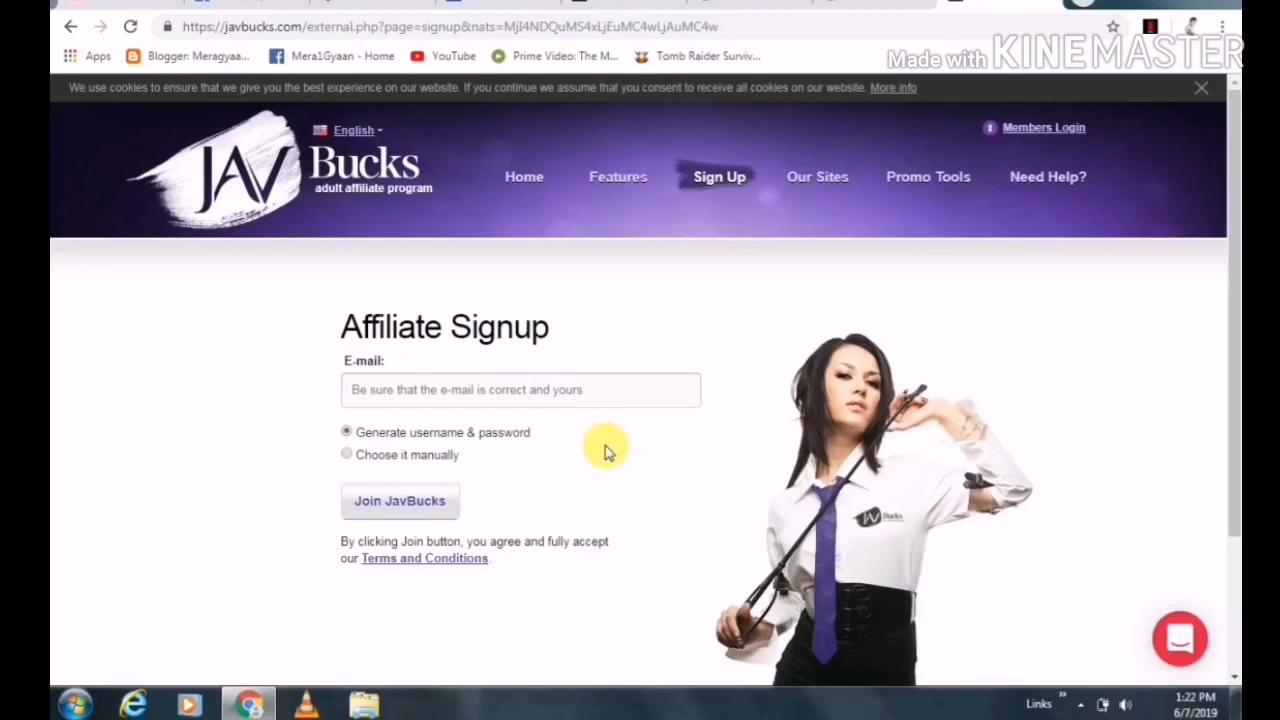 https://javbucks.com/external.php?page=signup&nats=MjI4NDQuMS4xLjEuMC4wLjAuMC4w
Made with KINEMASTER
Apps Blogger: Meragyaa... Mera1Gyaan - Home YouTube Prime Video: The M... Tomb Raider Surviv...
We use cookies to ensure that we give you the best experience on our website. If you continue we assume that you consent to receive all cookies on our website. More info
English
Members Login
JAV Bucks
adult affiliate program
Home Features Sign Up Our Sites Promo Tools Need Help?
Affiliate Signup
E-mail:
Be sure that the e-mail is correct and yours
Generate username & password
Choose it manually
JAV Bucks
Join JavBucks
By clicking Join button, you agree and fully accept
our Terms and Conditions.
Links
1:22 PM
6/7/2019